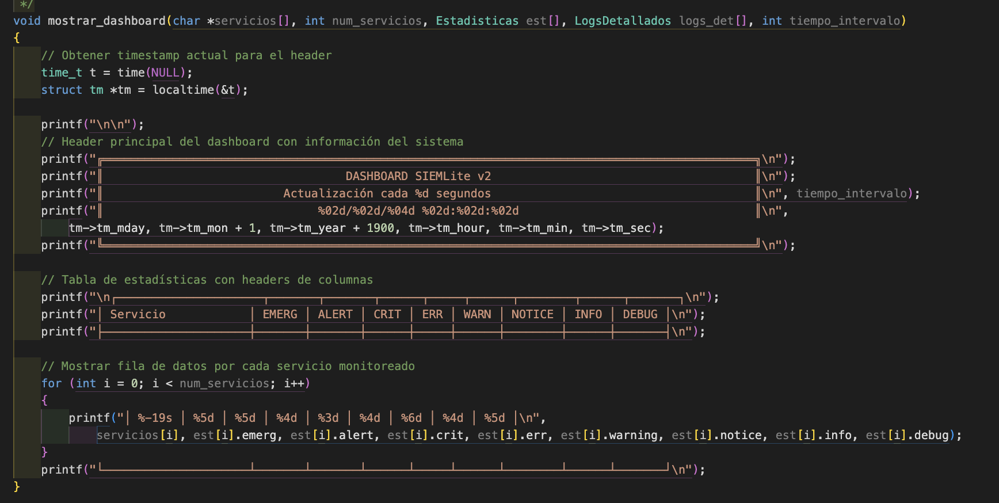 */
void mostrar_dashboard(char *servicios[], int num_servicios, Estadisticas est[], LogsDetallados logs_det[], int tiempo_intervalo)
{
    // Obtener timestamp actual para el header
    time_t t = time(NULL);
    struct tm *tm = localtime(&t);

    printf("\n\n");
    // Header principal del dashboard con información del sistema
    printf("╔═══════════════════════════════════════════════════════════════════════════════════════════════╗\n");
    printf("║                                   DASHBOARD SIEMLite v2                                      ║\n");
    printf("║                          Actualización cada %d segundos                                      ║\n", tiempo_intervalo);
    printf("║                               %02d/%02d/%04d %02d:%02d:%02d                                  ║\n",
        tm->tm_mday, tm->tm_mon + 1, tm->tm_year + 1900, tm->tm_hour, tm->tm_min, tm->tm_sec);
    printf("╚═══════════════════════════════════════════════════════════════════════════════════════════════╝\n");

    // Tabla de estadísticas con headers de columnas
    printf("\n┌─────────────────────┬───────┬───────┬──────┬─────┬──────┬────────┬──────┬───────┐\n");
    printf("│ Servicio            │ EMERG │ ALERT │ CRIT │ ERR │ WARN │ NOTICE │ INFO │ DEBUG │\n");
    printf("├─────────────────────┼───────┼───────┼──────┼─────┼──────┼────────┼──────┼───────┤\n");

    // Mostrar fila de datos por cada servicio monitoreado
    for (int i = 0; i < num_servicios; i++)
    {
        printf("│ %-19s │ %5d │ %5d │ %4d │ %3d │ %4d │ %6d │ %4d │ %5d │\n",
            servicios[i], est[i].emerg, est[i].alert, est[i].crit, est[i].err, est[i].warning, est[i].notice, est[i].info, est[i].debug);
    }
    printf("└─────────────────────┴───────┴───────┴──────┴─────┴──────┴────────┴──────┴───────┘\n");
}